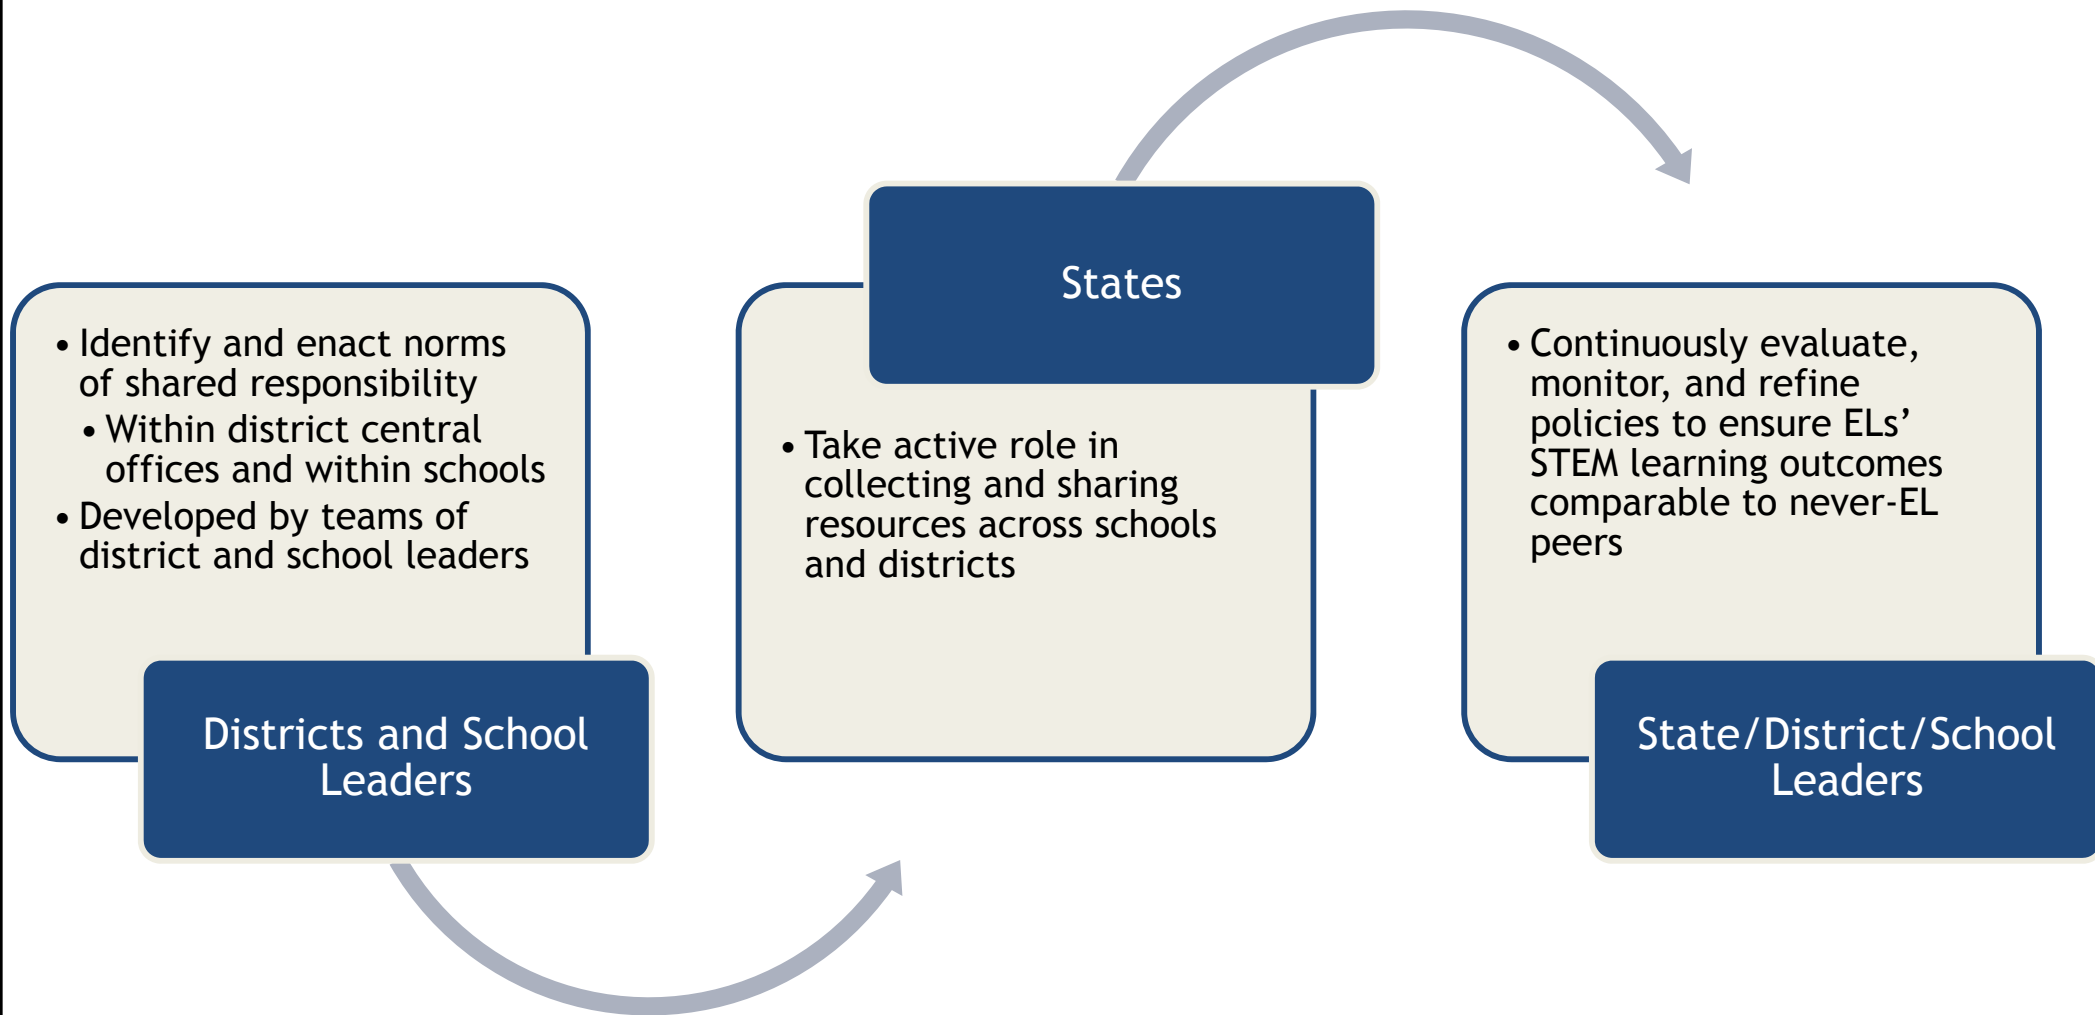 • Identify and enact norms
of shared responsibility
• Within district central
offices and within schools
• Developed by teams of
district and school leaders
Districts and School
Leaders
States
• Take active role in
collecting and sharing
resources across schools
and districts
• Continuously evaluate,
monitor, and refine
policies to ensure ELs’
STEM learning outcomes
comparable to never-EL
peers
State/District/School
Leaders